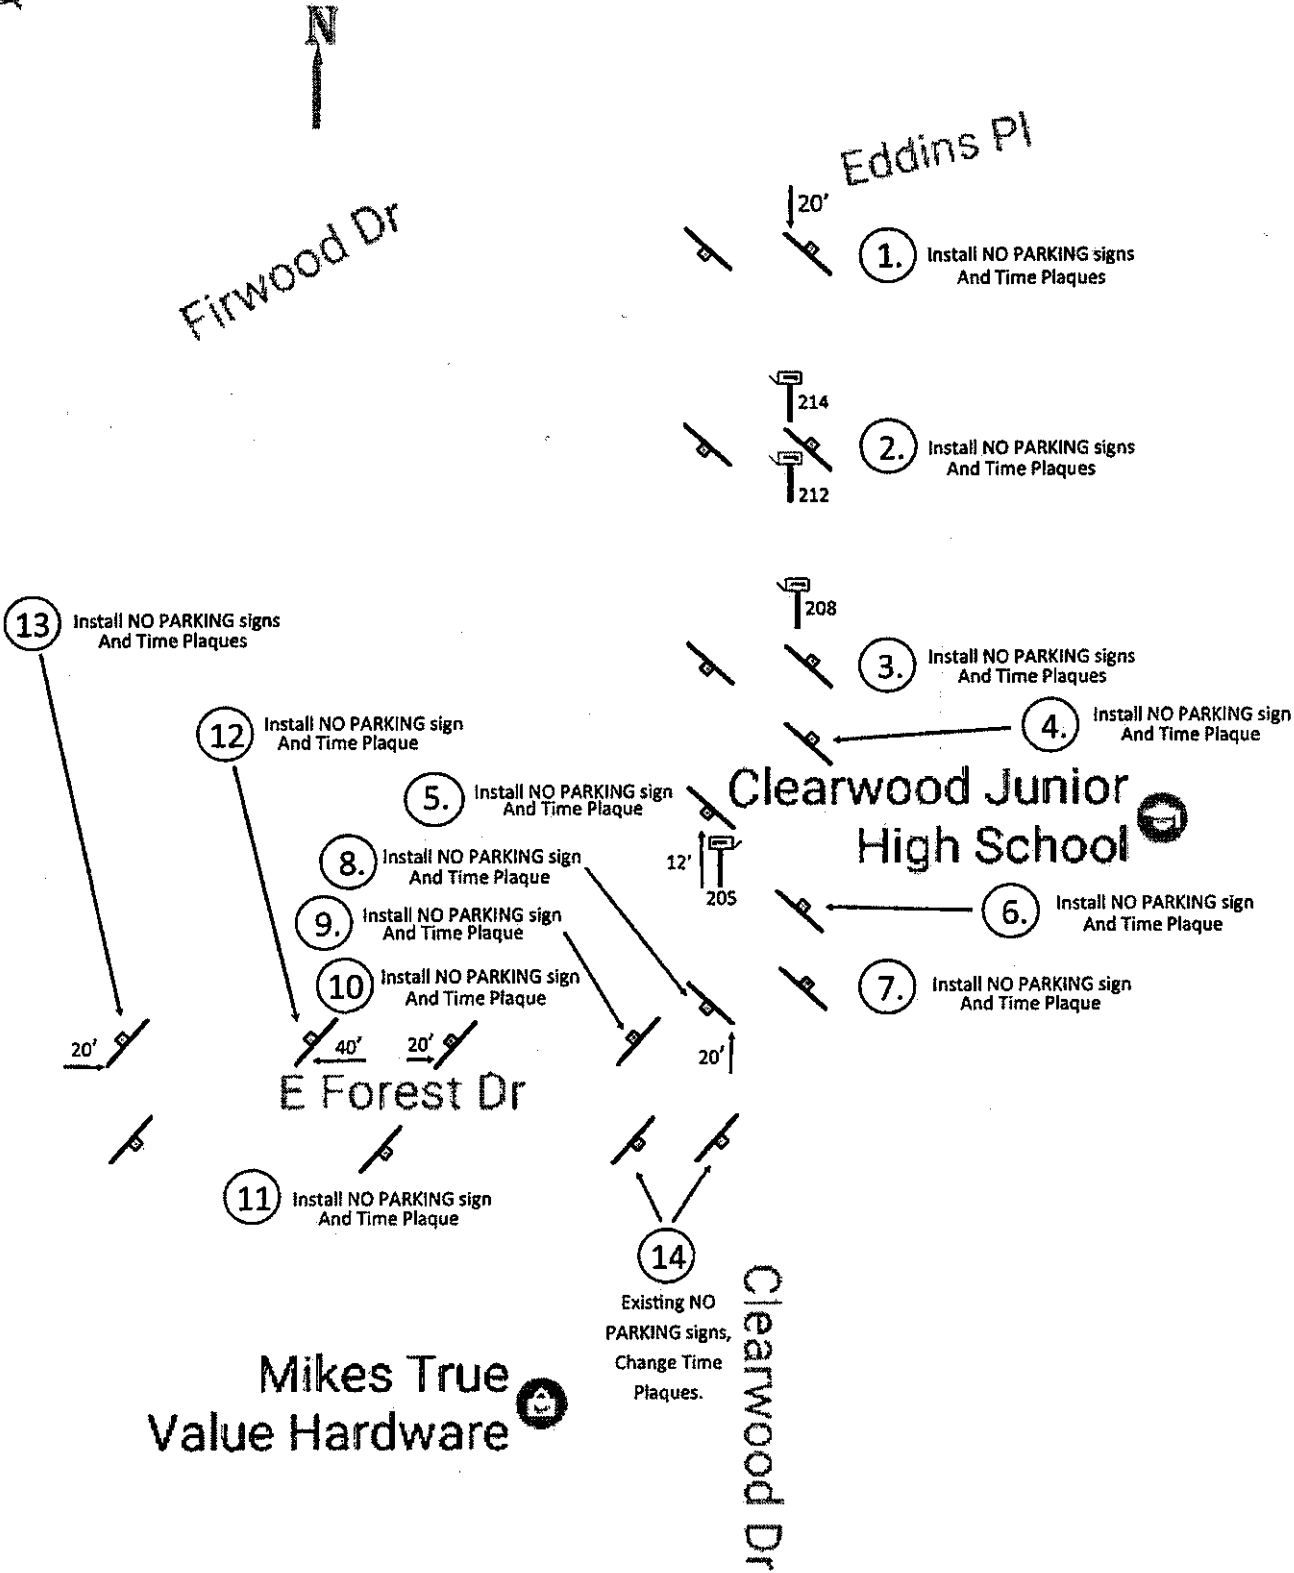 N
Eddins Pl
20'
Firwood Dr
1.
Install NO PARKING signs
And Time Plaques
214
2.
Install NO PARKING signs
And Time Plaques
212
208
13
Install NO PARKING signs
And Time Plaques
3.
Install NO PARKING signs
And Time Plaques
12
Install NO PARKING sign
And Time Plaque
4.
Install NO PARKING sign
And Time Plaque
Clearwood Junior
High School
5.
Install NO PARKING sign
And Time Plaque
8.
Install NO PARKING sign
And Time Plaque
12'
205
9.
Install NO PARKING sign
And Time Plaque
6.
Install NO PARKING sign
And Time Plaque
10
Install NO PARKING sign
And Time Plaque
7.
Install NO PARKING sign
And Time Plaque
20'
40'
20'
20'
E Forest Dr
11
Install NO PARKING sign
And Time Plaque
14
Existing NO
PARKING signs,
Change Time
Plaques.
Clearwood Dr
Mikes True
Value Hardware